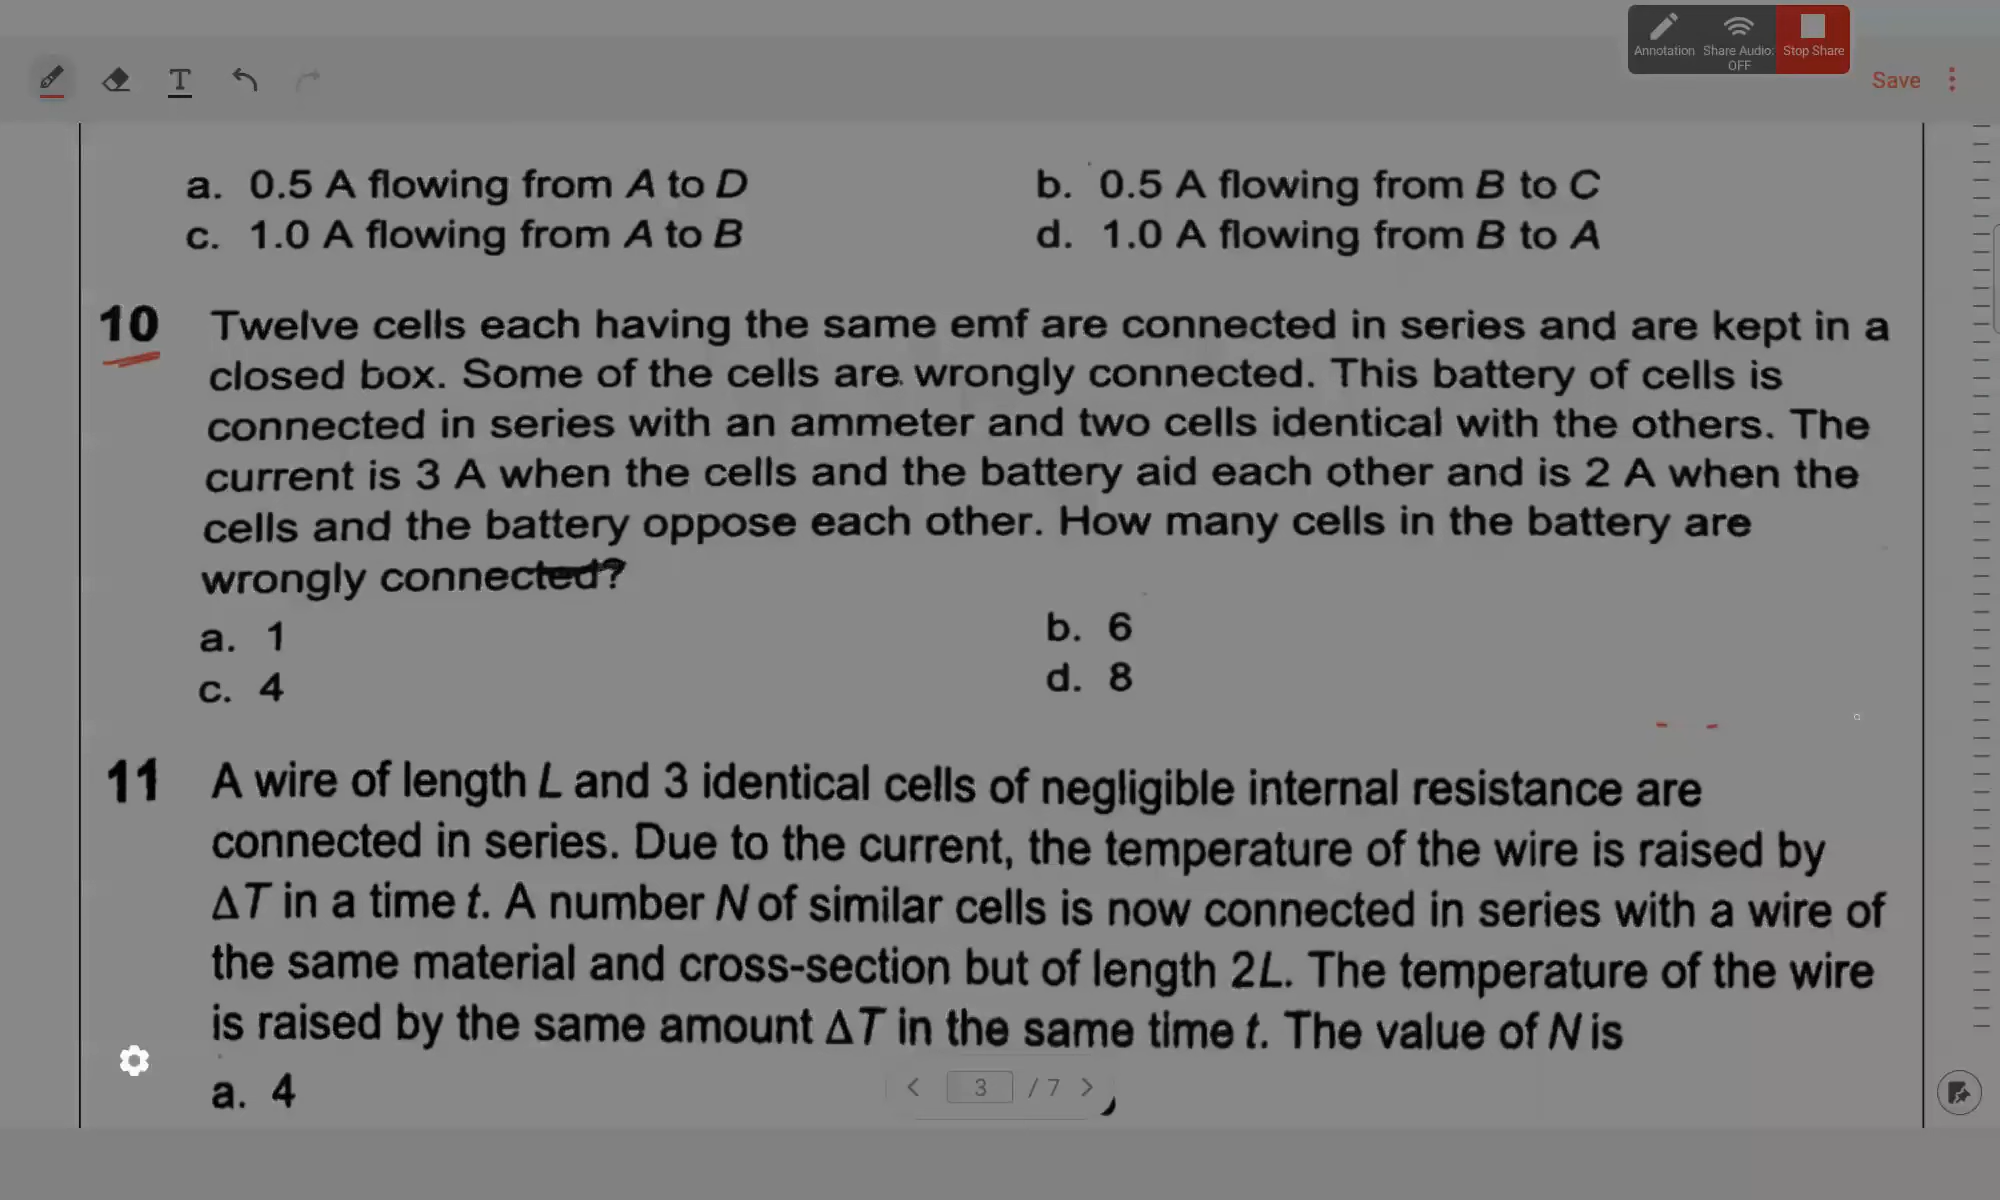 Annotation
Share Audio:
OFF
Stop Share
T
Save
a. 0.5 A flowing from A to D
b. 0.5 A flowing from B to C
c. 1.0 A flowing from A to B
d. 1.0 A flowing from B to A
10 Twelve cells each having the same emf are connected in series and are kept in a
closed box. Some of the cells are wrongly connected. This battery of cells is
connected in series with an ammeter and two cells identical with the others. The
current is 3 A when the cells and the battery aid each other and is 2 A when the
cells and the battery oppose each other. How many cells in the battery are
wrongly connected?
a. 1
b. 6
c. 4
d. 8
11 A wire of length L and 3 identical cells of negligible internal resistance are
connected in series. Due to the current, the temperature of the wire is raised by
ΔT in a time t. A number N of similar cells is now connected in series with a wire of
the same material and cross-section but of length 2L. The temperature of the wire
is raised by the same amount ΔT in the same time t. The value of N is
a. 4
3 / 7